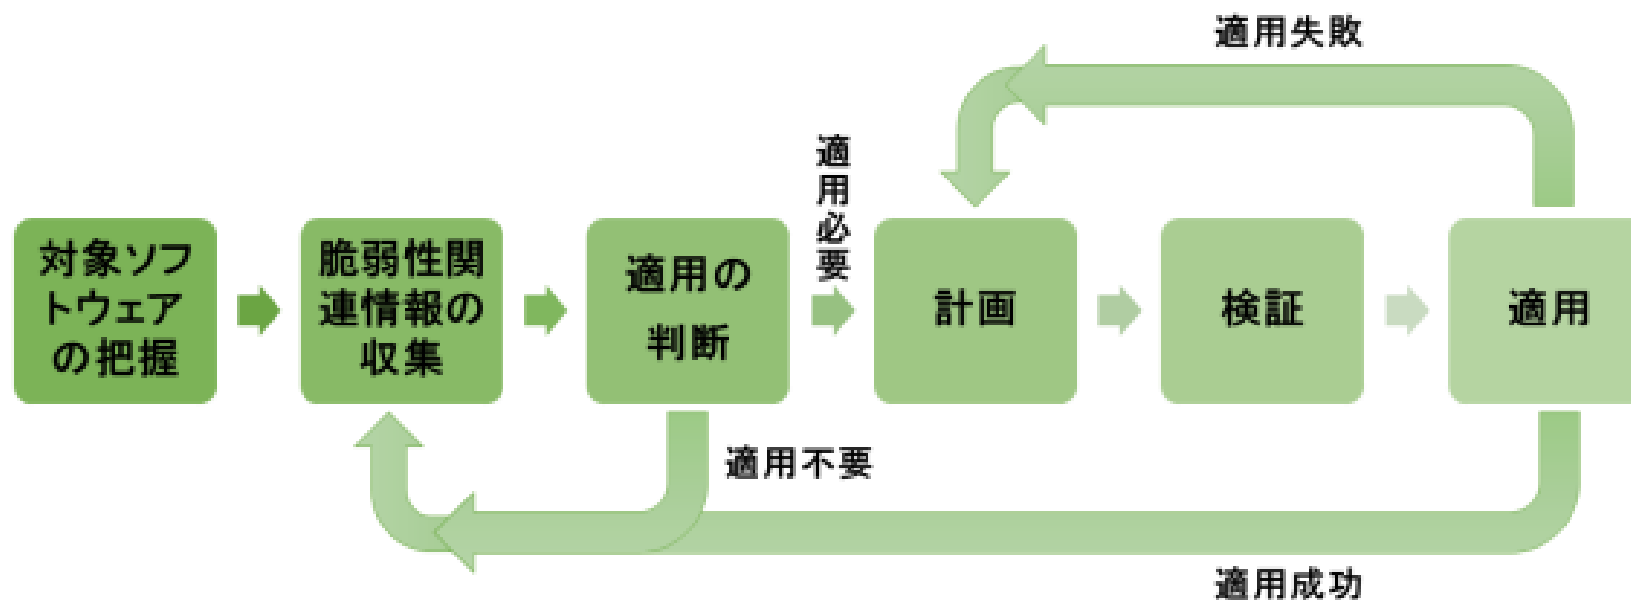 適用失敗
適用必要
対象ソフ
トウェア
の把握
脆弱性関
連情報の
収集
適用の
判断
計画
検証
適用
適用不要
適用成功